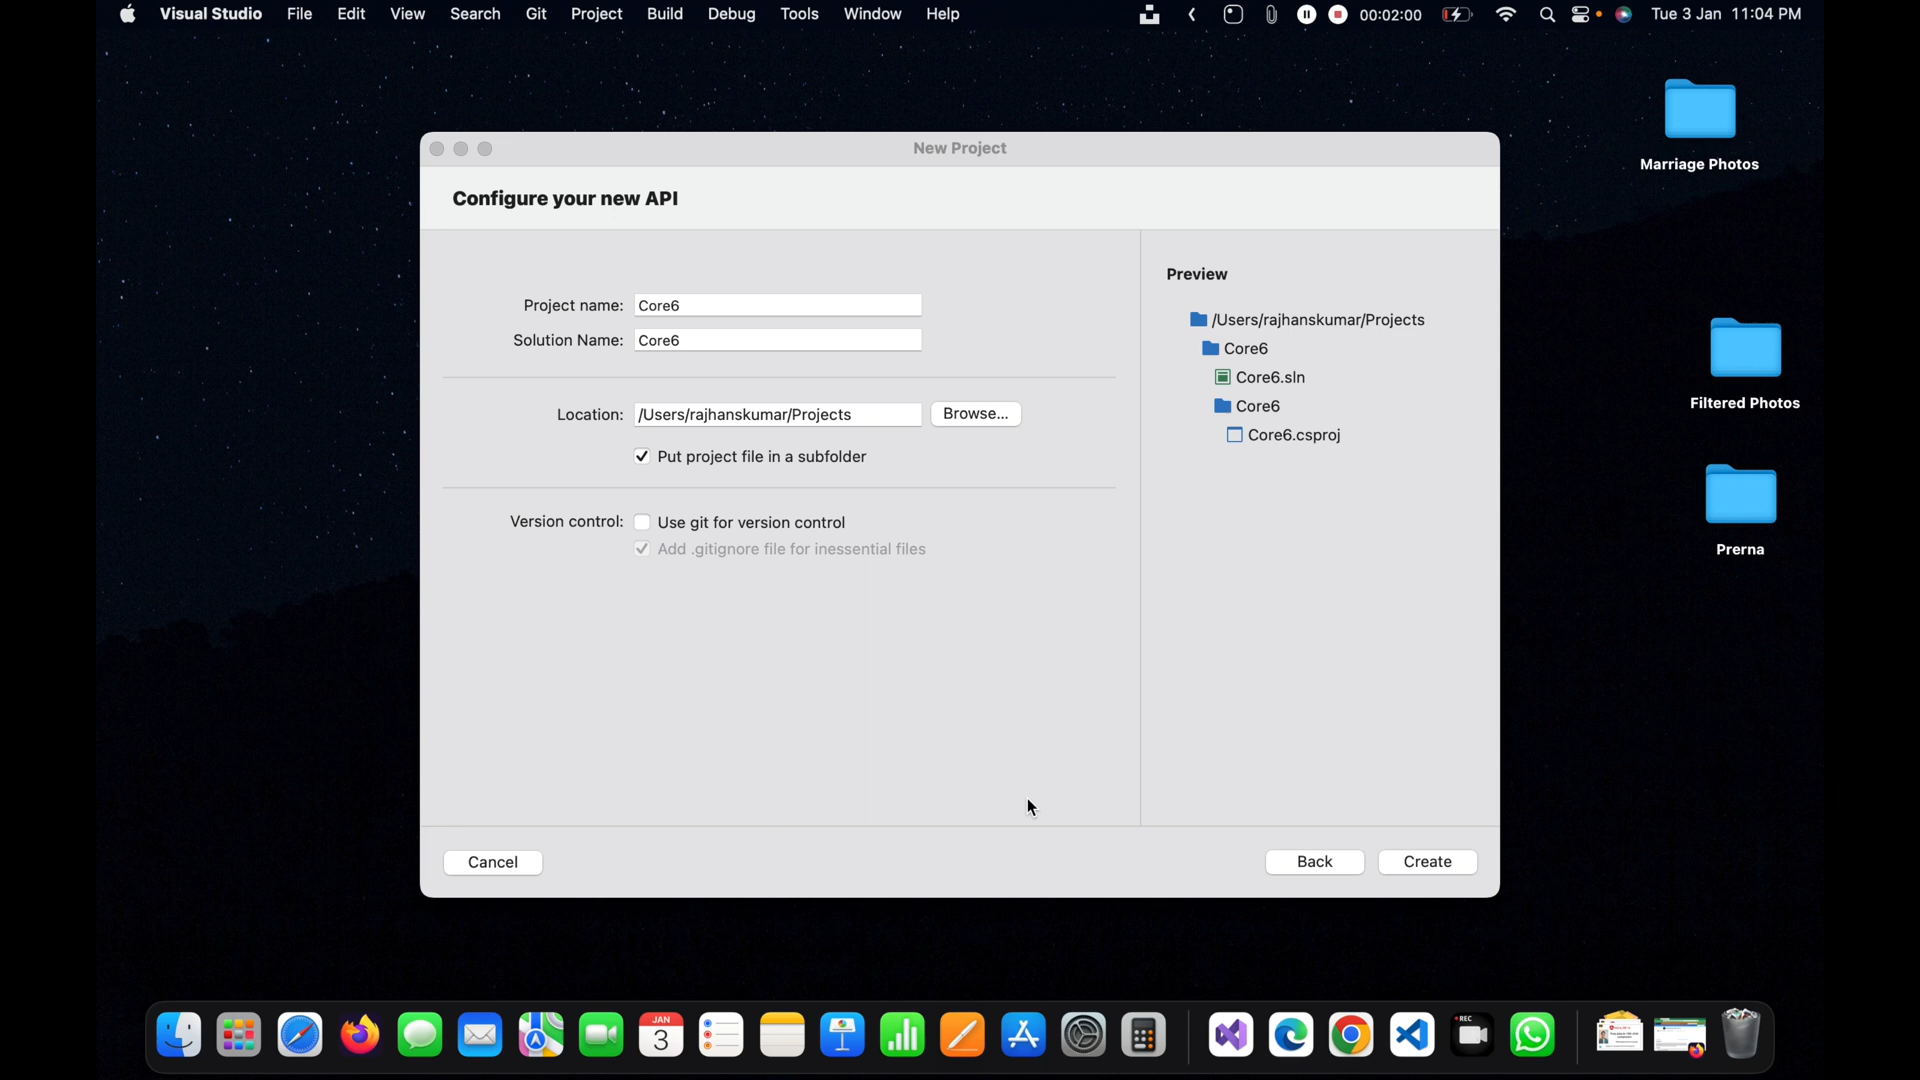 Visual Studio File Edit View Search Git Project Build Debug Tools Window Help 00:02:00 Tue 3 Jan 11:04 PM
Marriage Photos
Filtered Photos
Prerna
New Project
Configure your new API
Project name: Core6
Solution Name: Core6
Location: /Users/rajhanskumar/Projects Browse...
Put project file in a subfolder
Version control: Use git for version control
Add .gitignore file for inessential files
Preview
/Users/rajhanskumar/Projects
Core6
Core6.sln
Core6
Core6.csproj
Cancel Back Create
JAN
3
REC